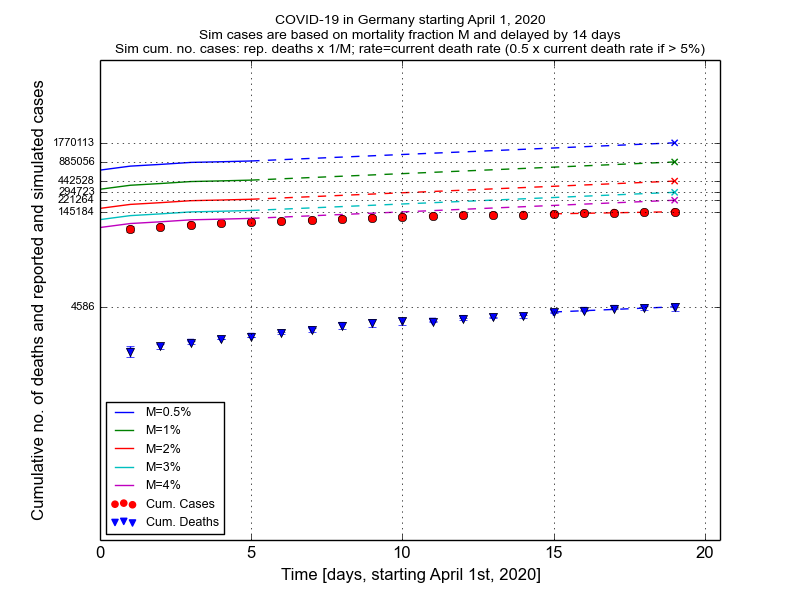 COVID-19 in Germany starting April 1, 2020
Sim cases are based on mortality fraction M and delayed by 14 days
Sim cum. no. cases: rep. deaths x 1/M; rate=current death rate (0.5 x current death rate if > 5%)
Cumulative no. of deaths and reported and simulated cases
1770113
885056
442528
294723
221264
145184
4586
M=0.5%
M=1%
M=2%
M=3%
M=4%
Cum. Cases
Cum. Deaths
0 5 10 15 20
Time [days, starting April 1st, 2020]